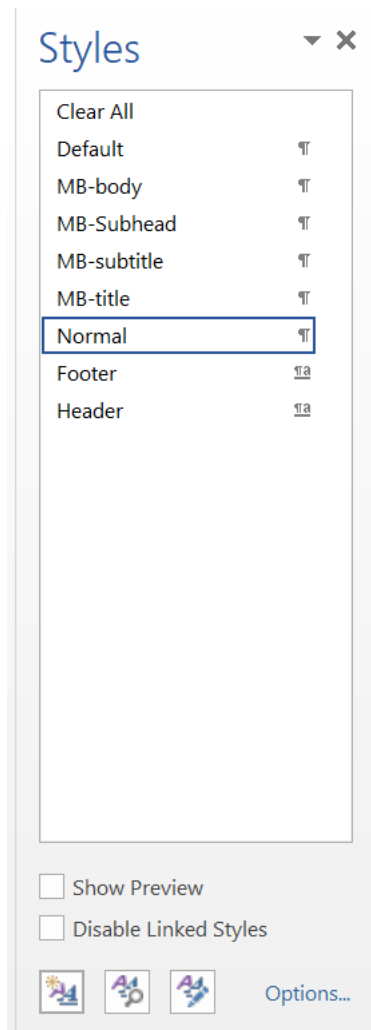 Styles
Clear All
Default ¶
MB-body ¶
MB-Subhead ¶
MB-subtitle ¶
MB-title ¶
Normal ¶
Footer ¶a
Header ¶a
Show Preview
Disable Linked Styles
Options...